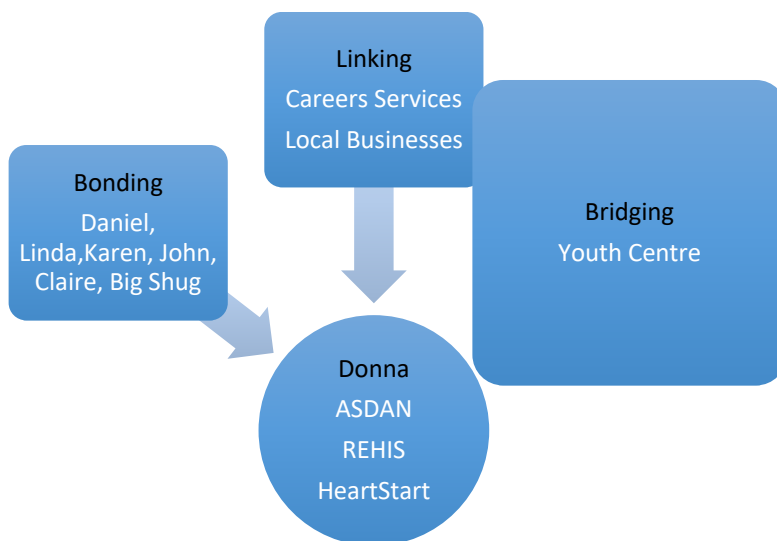 Linking
Careers Services
Local Businesses
Bonding
Daniel,
Linda,Karen, John,
Claire, Big Shug
Bridging
Youth Centre
Donna
ASDAN
REHIS
HeartStart